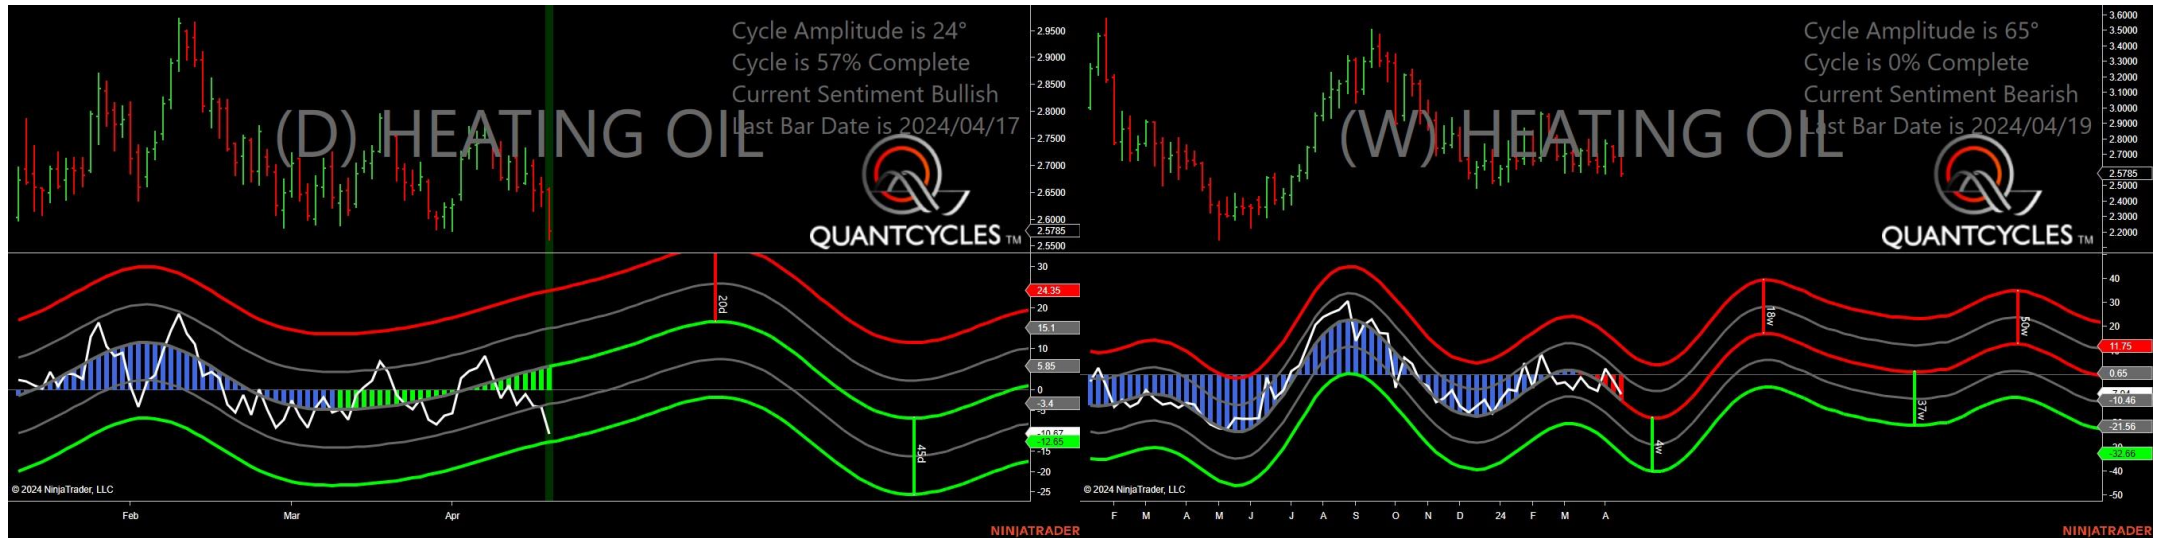 Cycle Amplitude is 24°
Cycle is 57% Complete
Current Sentiment Bullish
Last Bar Date is 2024/04/17
(D) HEATING OIL
QUANTCYCLES TM
2.9500
2.9000
2.8500
2.8000
2.7500
2.7000
2.6500
2.6000
2.5785
2.5500
30
24.35
20
15.1
10
5.85
0
-3.4
-5
-10.67
-12.65
-15
-20
-25
20d
45d
© 2024 NinjaTrader, LLC
Feb
Mar
Apr
NINJATRADER
Cycle Amplitude is 65°
Cycle is 0% Complete
Current Sentiment Bearish
Last Bar Date is 2024/04/19
(W) HEATING OIL
QUANTCYCLES TM
3.6000
3.5000
3.4000
3.3000
3.2000
3.1000
3.0000
2.9000
2.8000
2.7000
2.5785
2.5000
2.4000
2.3000
2.2000
40
30
20
11.75
0.65
-10.46
-21.56
-32.66
-40
-50
18w
50w
37w
4w
© 2024 NinjaTrader, LLC
F
M
A
M
J
J
A
S
O
N
D
24
F
M
A
NINJATRADER